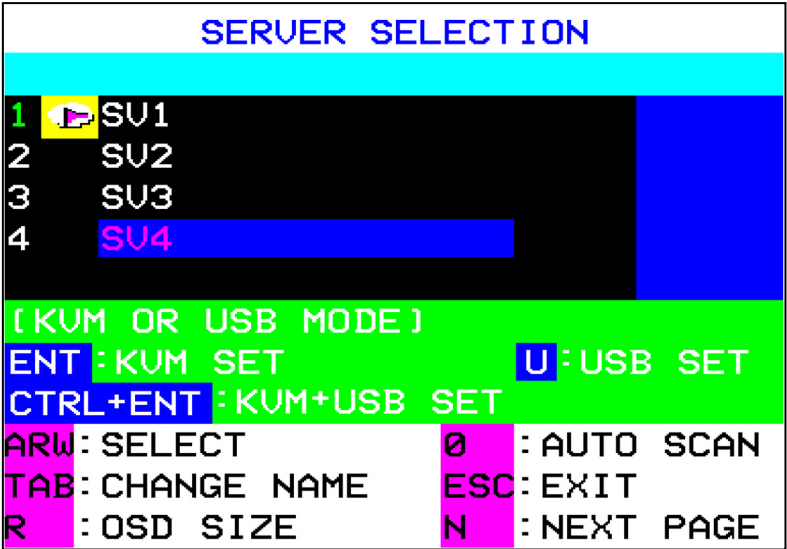 SERVER SELECTION
1 SV1
2 SV2
3 SV3
4 SV4
[KVM OR USB MODE]
ENT:KVM SET U:USB SET
CTRL+ENT:KVM+USB SET
ARW:SELECT 0:AUTO SCAN
TAB:CHANGE NAME ESC:EXIT
R:OSD SIZE N:NEXT PAGE